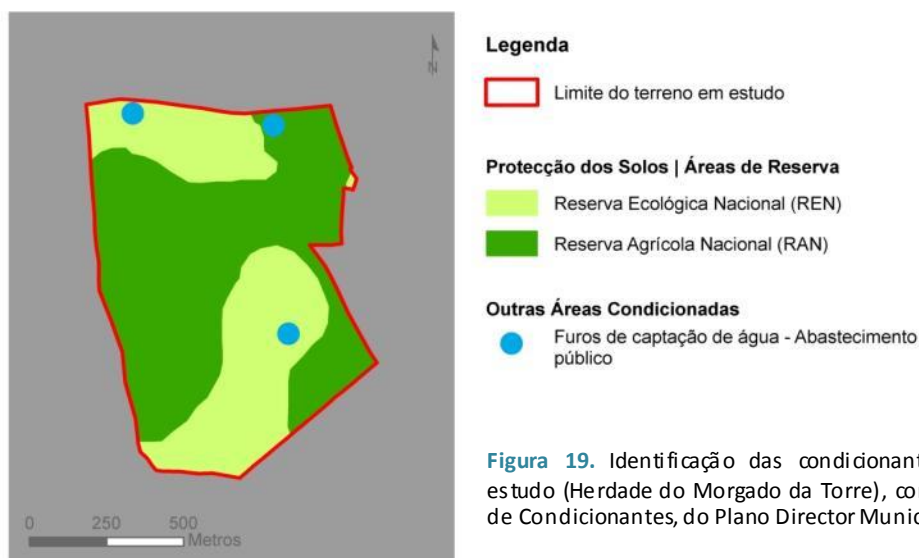 N
Legenda
Limite do terreno em estudo
Protecção dos Solos | Áreas de Reserva
Reserva Ecológica Nacional (REN)
Reserva Agrícola Nacional (RAN)
Outras Áreas Condicionadas
Furos de captação de água - Abastecimento
público
Figura 19. Identificação das condicionant
estudo (Herdade do Morgado da Torre), co
de Condicionantes, do Plano Director Munic
0 250 500
Metros